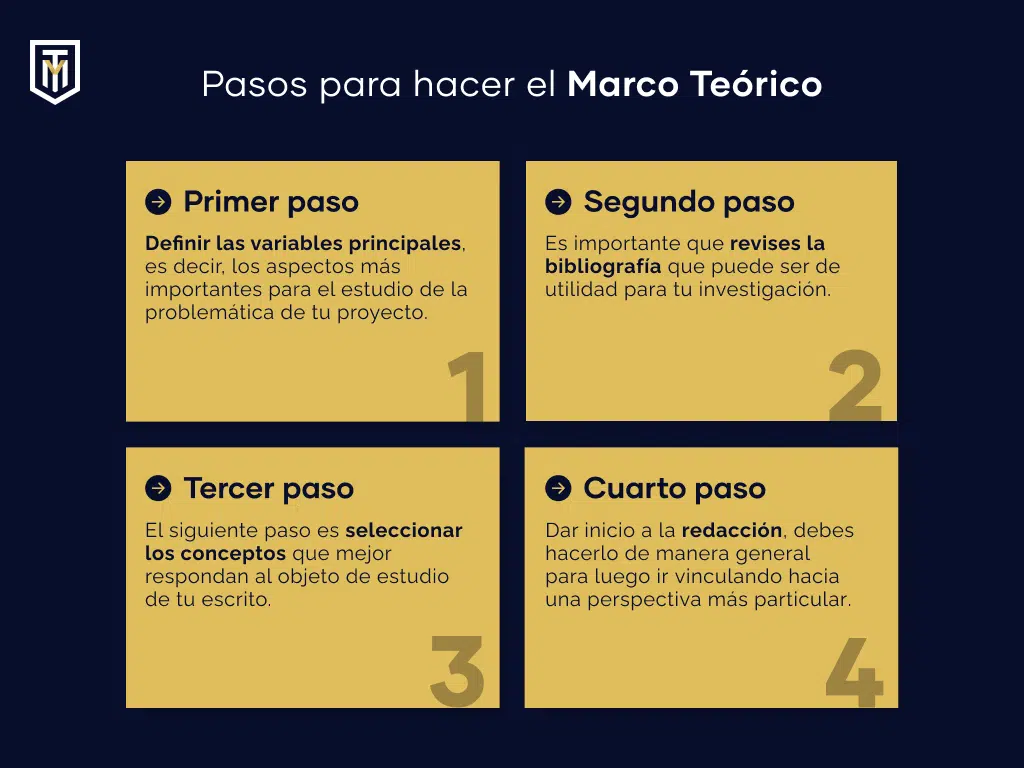 Pasos para hacer el Marco Teórico
Primer paso
Definir las variables principales,
es decir, los aspectos más
importantes para el estudio de la
problemática de tu proyecto.
1
Segundo paso
Es importante que revises la
bibliografía que puede ser de
utilidad para tu investigación.
2
Tercer paso
El siguiente paso es seleccionar
los conceptos que mejor
respondan al objeto de estudio
de tu escrito.
3
Cuarto paso
Dar inicio a la redacción, debes
hacerlo de manera general
para luego ir vinculando hacia
una perspectiva más particular.
4